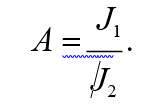 A = J₁ / J₂.